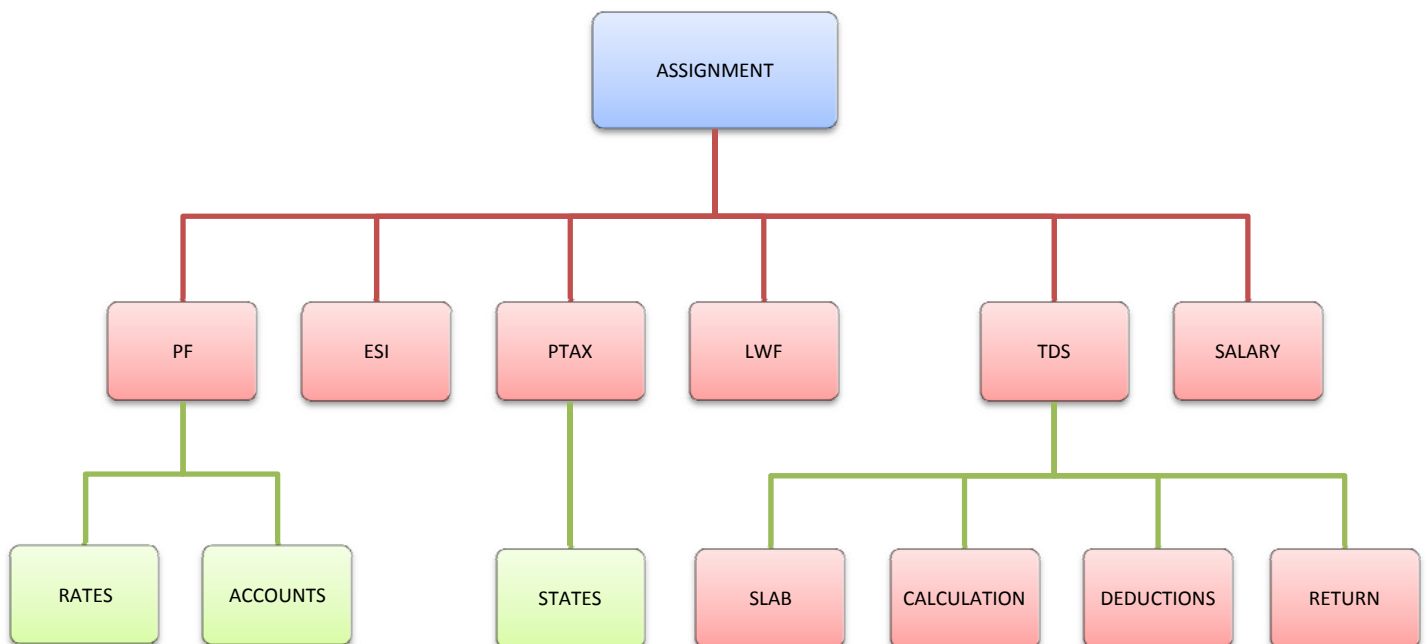 ASSIGNMENT
PF
ESI
PTAX
LWF
TDS
SALARY
RATES
ACCOUNTS
STATES
SLAB
CALCULATION
DEDUCTIONS
RETURN